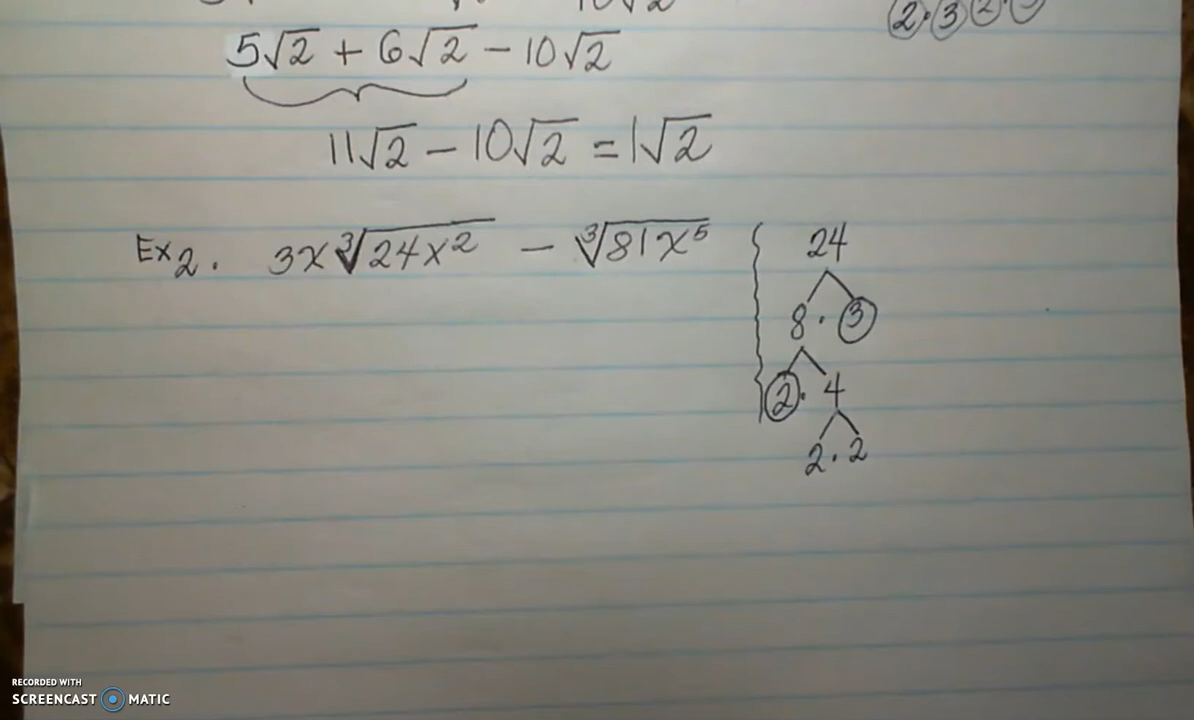 5√2 + 6√2 − 10√2
11√2 − 10√2 = 1√2
Ex 2. 3x∛24x² − ∛81x⁵
24
8 · 3
2 · 4
2 · 2
RECORDED WITH
SCREENCAST MATIC